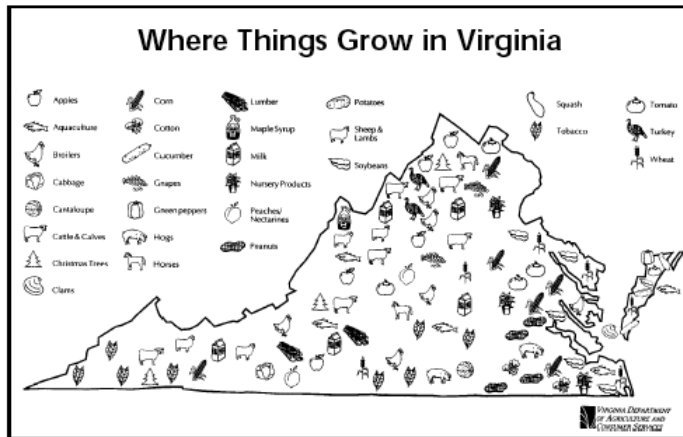 Where Things Grow in Virginia
Apples
Aquaculture
Broilers
Cabbage
Cantaloupe
Cattle & Calves
Christmas Trees
Clams
Corn
Cotton
Cucumber
Grapes
Green peppers
Hogs
Horses
Lumber
Maple Syrup
Milk
Nursery Products
Peaches/
Nectarines
Peanuts
Potatoes
Sheep &
Lambs
Soybeans
Squash
Tobacco
Tomato
Turkey
Wheat
VIRGINIA DEPARTMENT
OF AGRICULTURE AND
CONSUMER SERVICES